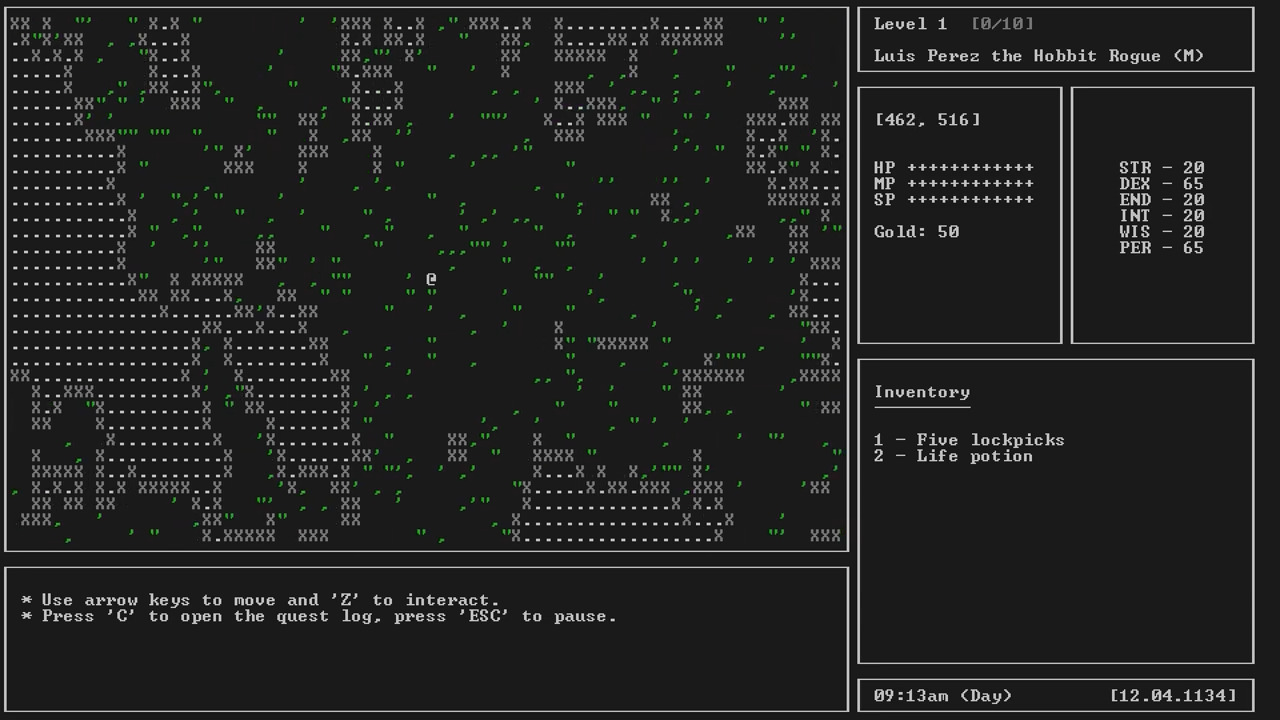 Level 1 [0/10]
Luis Perez the Hobbit Rogue (M)
[462, 516]
HP ++++++++++++
MP ++++++++++++
SP ++++++++++++
Gold: 50
STR - 20
DEX - 65
END - 20
INT - 20
WIS - 20
PER - 65
@
Inventory
1 - Five lockpicks
2 - Life potion
* Use arrow keys to move and 'Z' to interact.
* Press 'C' to open the quest log, press 'ESC' to pause.
09:13am (Day) [12.04.1134]